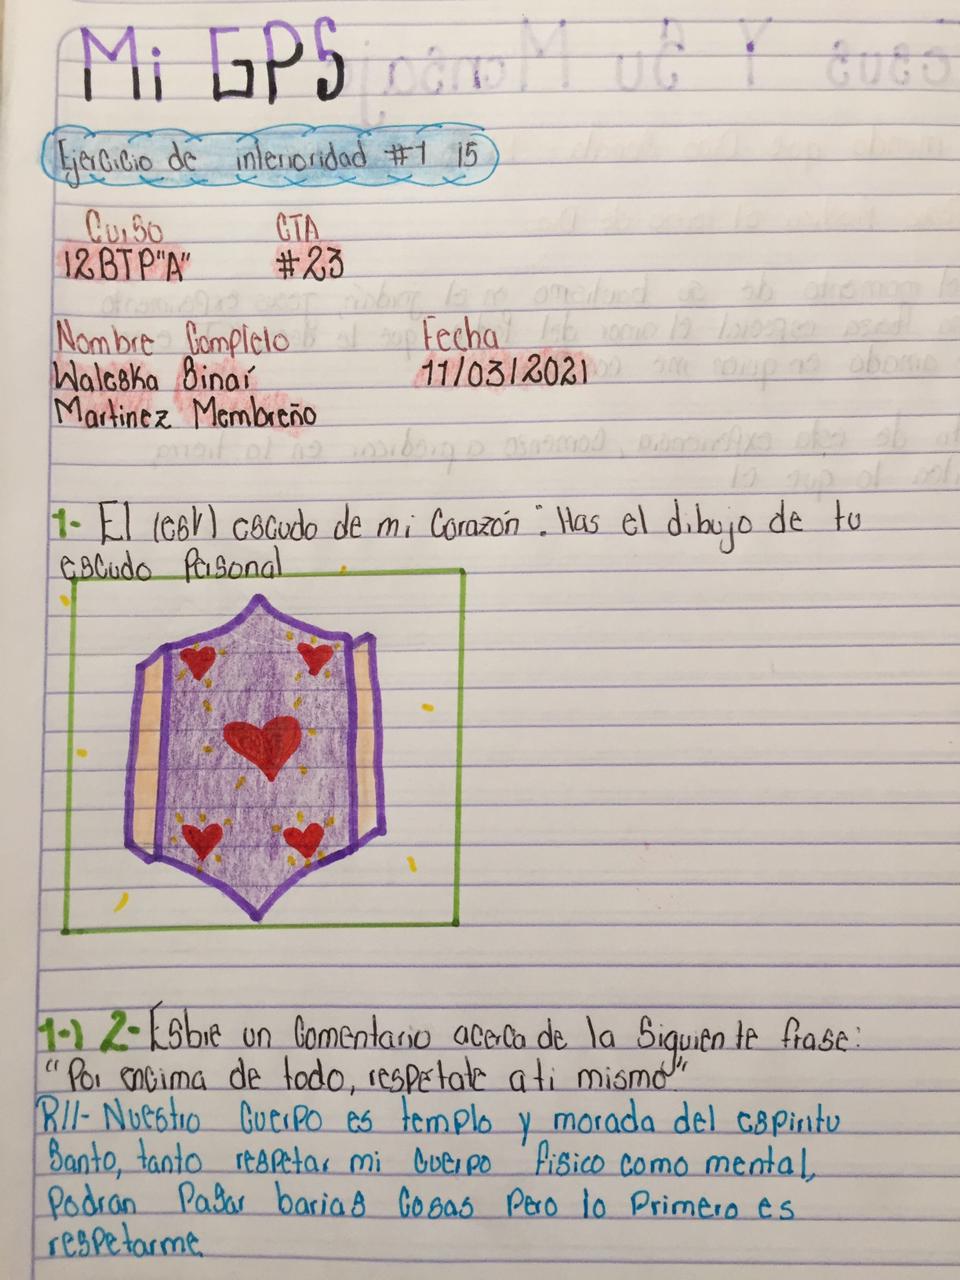 Mi GPS
Ejercicio de interioridad #1 15
Curso CTA
12BTP"A" #23
Nombre Completo Fecha
Waleska Sinaí 11/03/2021
Martinez Membreño
1- El (esv) escudo de mi Corazón : Has el dibujo de tu
escudo Personal
1-) 2- Esbie un Comentario acerca de la Siguiente frase:
"Por encima de todo, respetate a ti mismo"
R// - Nuestro Cuerpo es templo y morada del espiritu
Santo, tanto respetar mi Cuerpo fisico como mental,
Podran Pasar barias Cosas Pero lo Primero es
respetarme